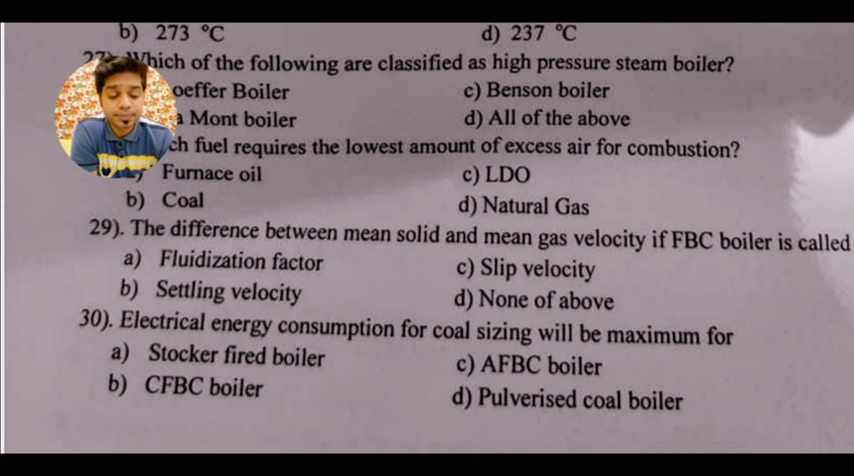 b) 273 °C d) 237 °C
Which of the following are classified as high pressure steam boiler?
oeffer Boiler c) Benson boiler
a Mont boiler d) All of the above
ch fuel requires the lowest amount of excess air for combustion?
Furnace oil c) LDO
b) Coal d) Natural Gas
29). The difference between mean solid and mean gas velocity if FBC boiler is called
a) Fluidization factor c) Slip velocity
b) Settling velocity d) None of above
30). Electrical energy consumption for coal sizing will be maximum for
a) Stocker fired boiler c) AFBC boiler
b) CFBC boiler d) Pulverised coal boiler